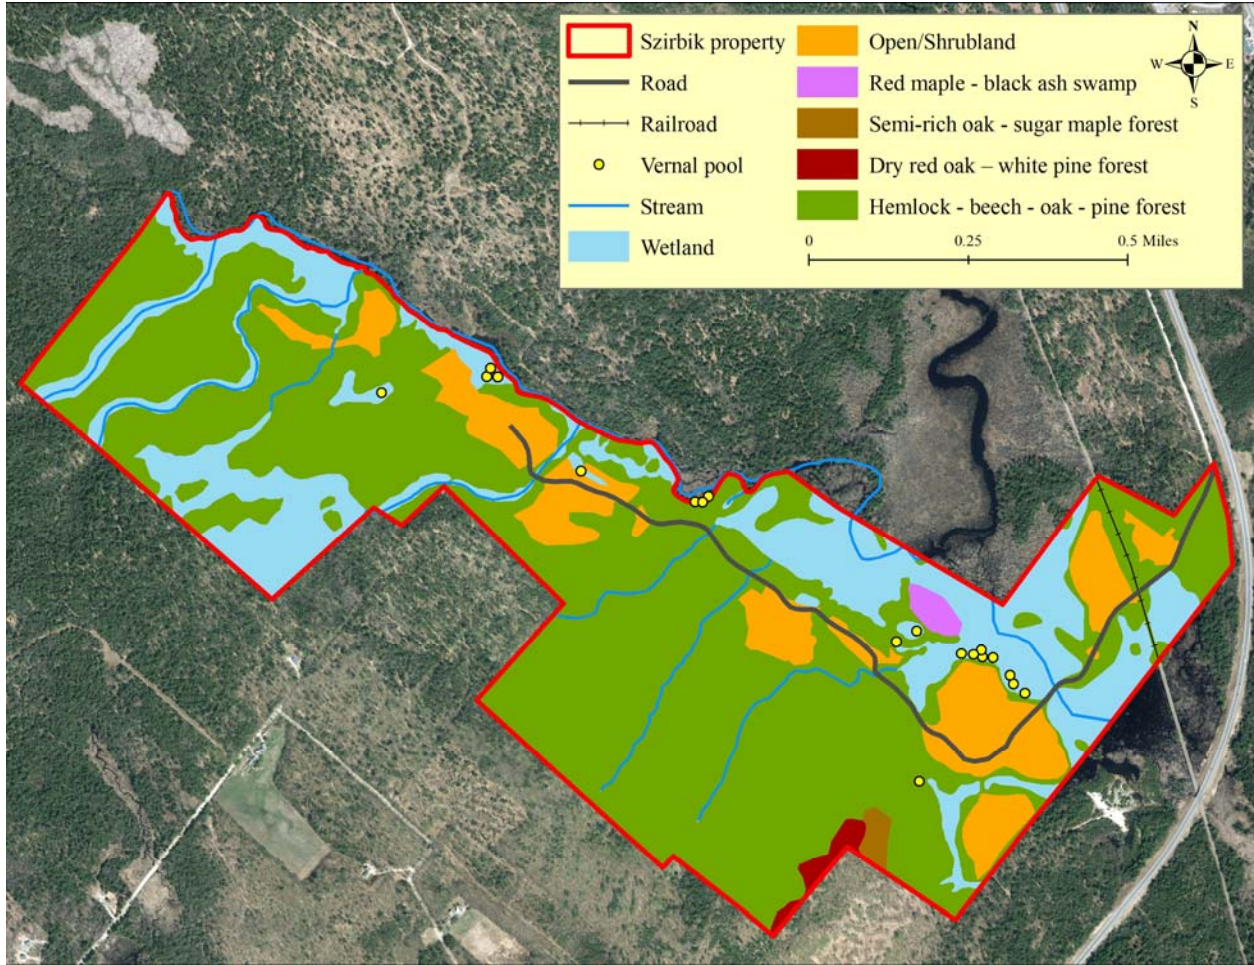 Szirbik property
Road
Railroad
Vernal pool
Stream
Wetland
Open/Shrubland
Red maple - black ash swamp
Semi-rich oak - sugar maple forest
Dry red oak – white pine forest
Hemlock - beech - oak - pine forest
0 0.25 0.5 Miles
N
W E
S